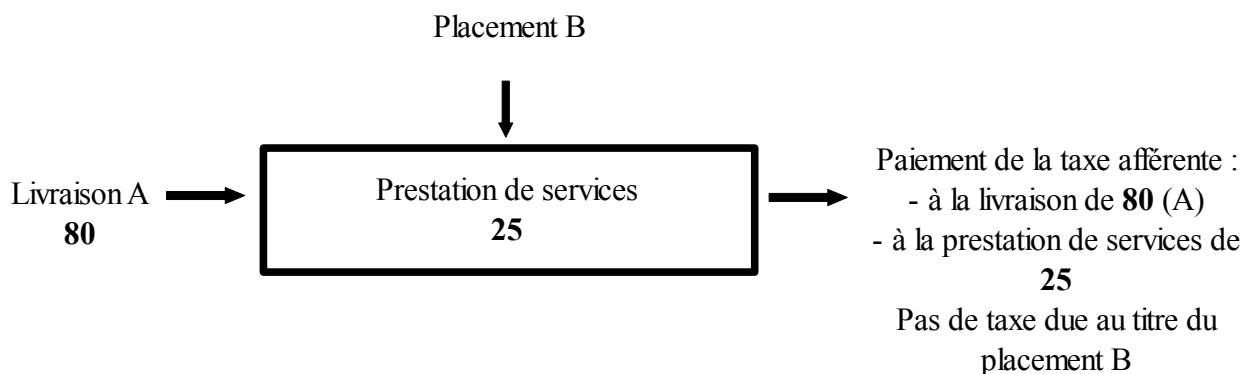 Placement B
Livraison A
80
Prestation de services
25
Paiement de la taxe afférente :
- à la livraison de 80 (A)
- à la prestation de services de
25
Pas de taxe due au titre du
placement B